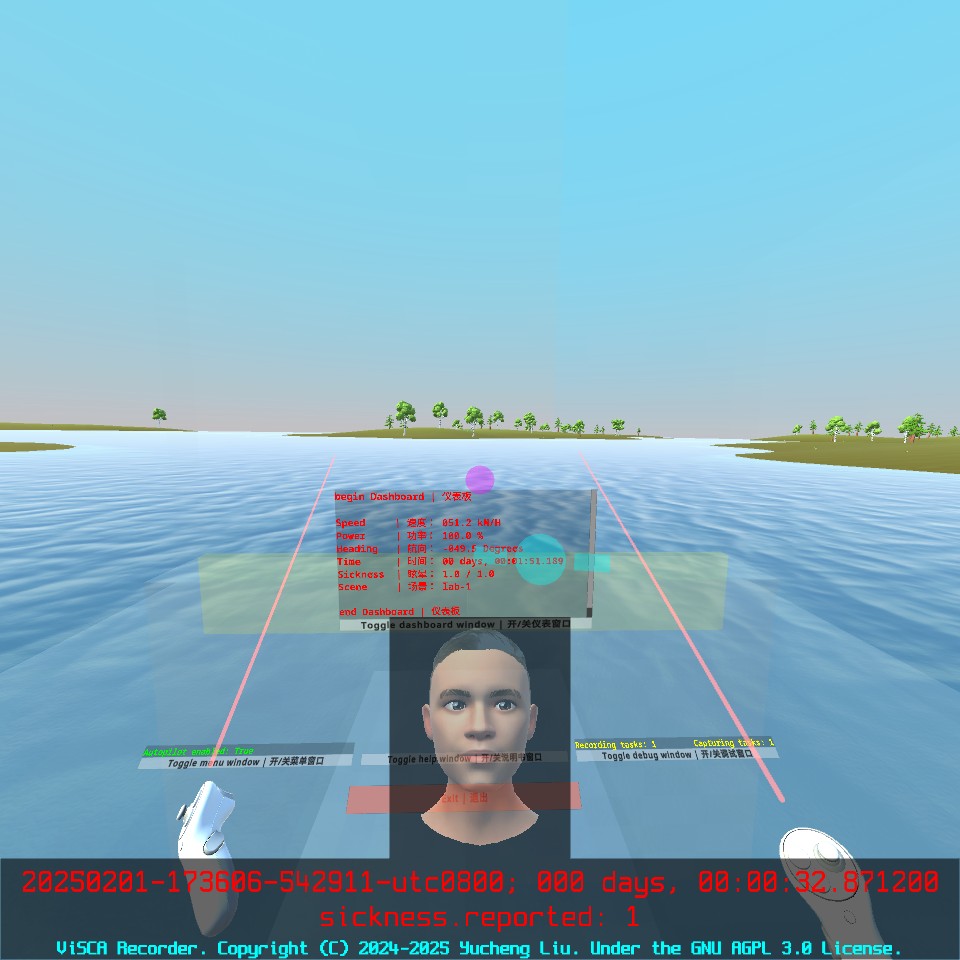 begin Dashboard | 仪表板
Speed | 速度： 051.2 kM/H
Power | 功率： 100.0 %
Heading | 航向： -049.5 Degrees
Time | 时间： 00 days, 00:01:51.189
Sickness | 眩晕： 1.0 / 1.0
Scene | 场景： lab-1
end Dashboard | 仪表板
Toggle dashboard window | 开/关仪表窗口
Autopilot enabled: True
Toggle menu window | 开/关菜单窗口
Toggle help window | 开/关说明书窗口
Recording tasks: 1 Capturing tasks: 1
Toggle debug window | 开/关调试窗口
Exit | 退出
20250201-173606-542911-utc0800; 000 days, 00:00:32.871200
sickness.reported: 1
ViSCA Recorder. Copyright (C) 2024-2025 Yucheng Liu. Under the GNU AGPL 3.0 License.